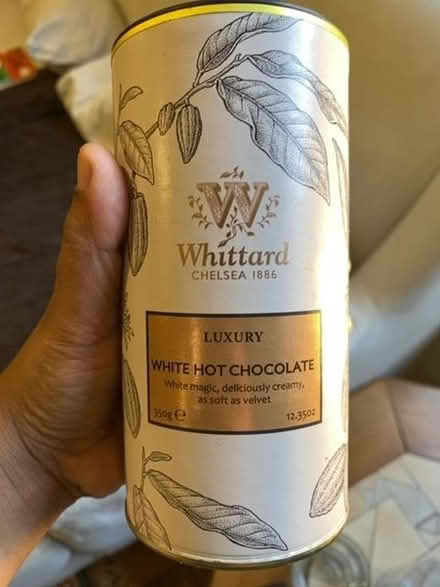 W
Whittard
CHELSEA 1886
LUXURY
WHITE HOT CHOCOLATE
White magic, deliciously creamy,
as soft as velvet
350g ℮ 12.35oz